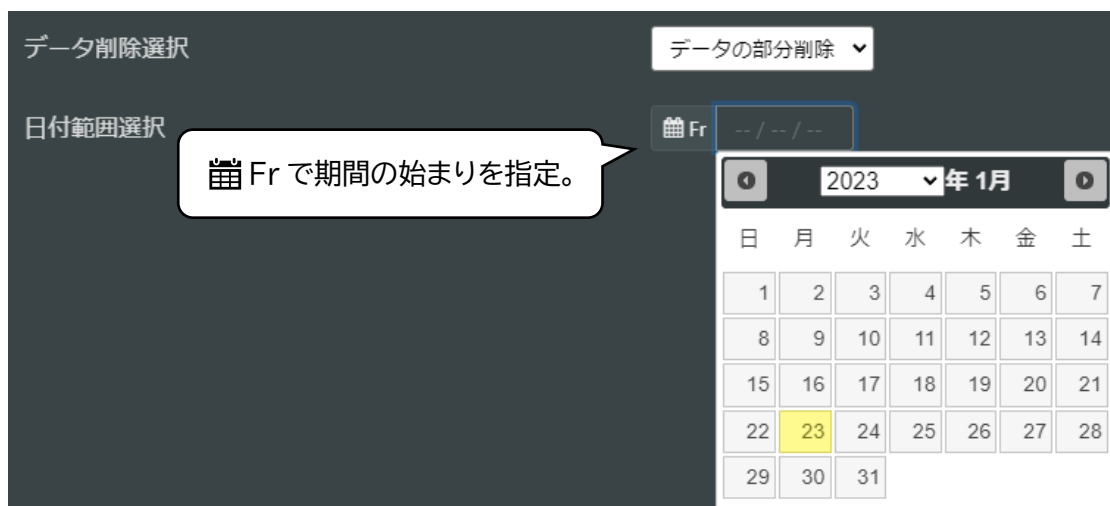 データ削除選択
データの部分削除
日付範囲選択
Fr
-- / -- / --
Fr で期間の始まりを指定。
2023 年 1月
日 月 火 水 木 金 土
1 2 3 4 5 6 7
8 9 10 11 12 13 14
15 16 17 18 19 20 21
22 23 24 25 26 27 28
29 30 31